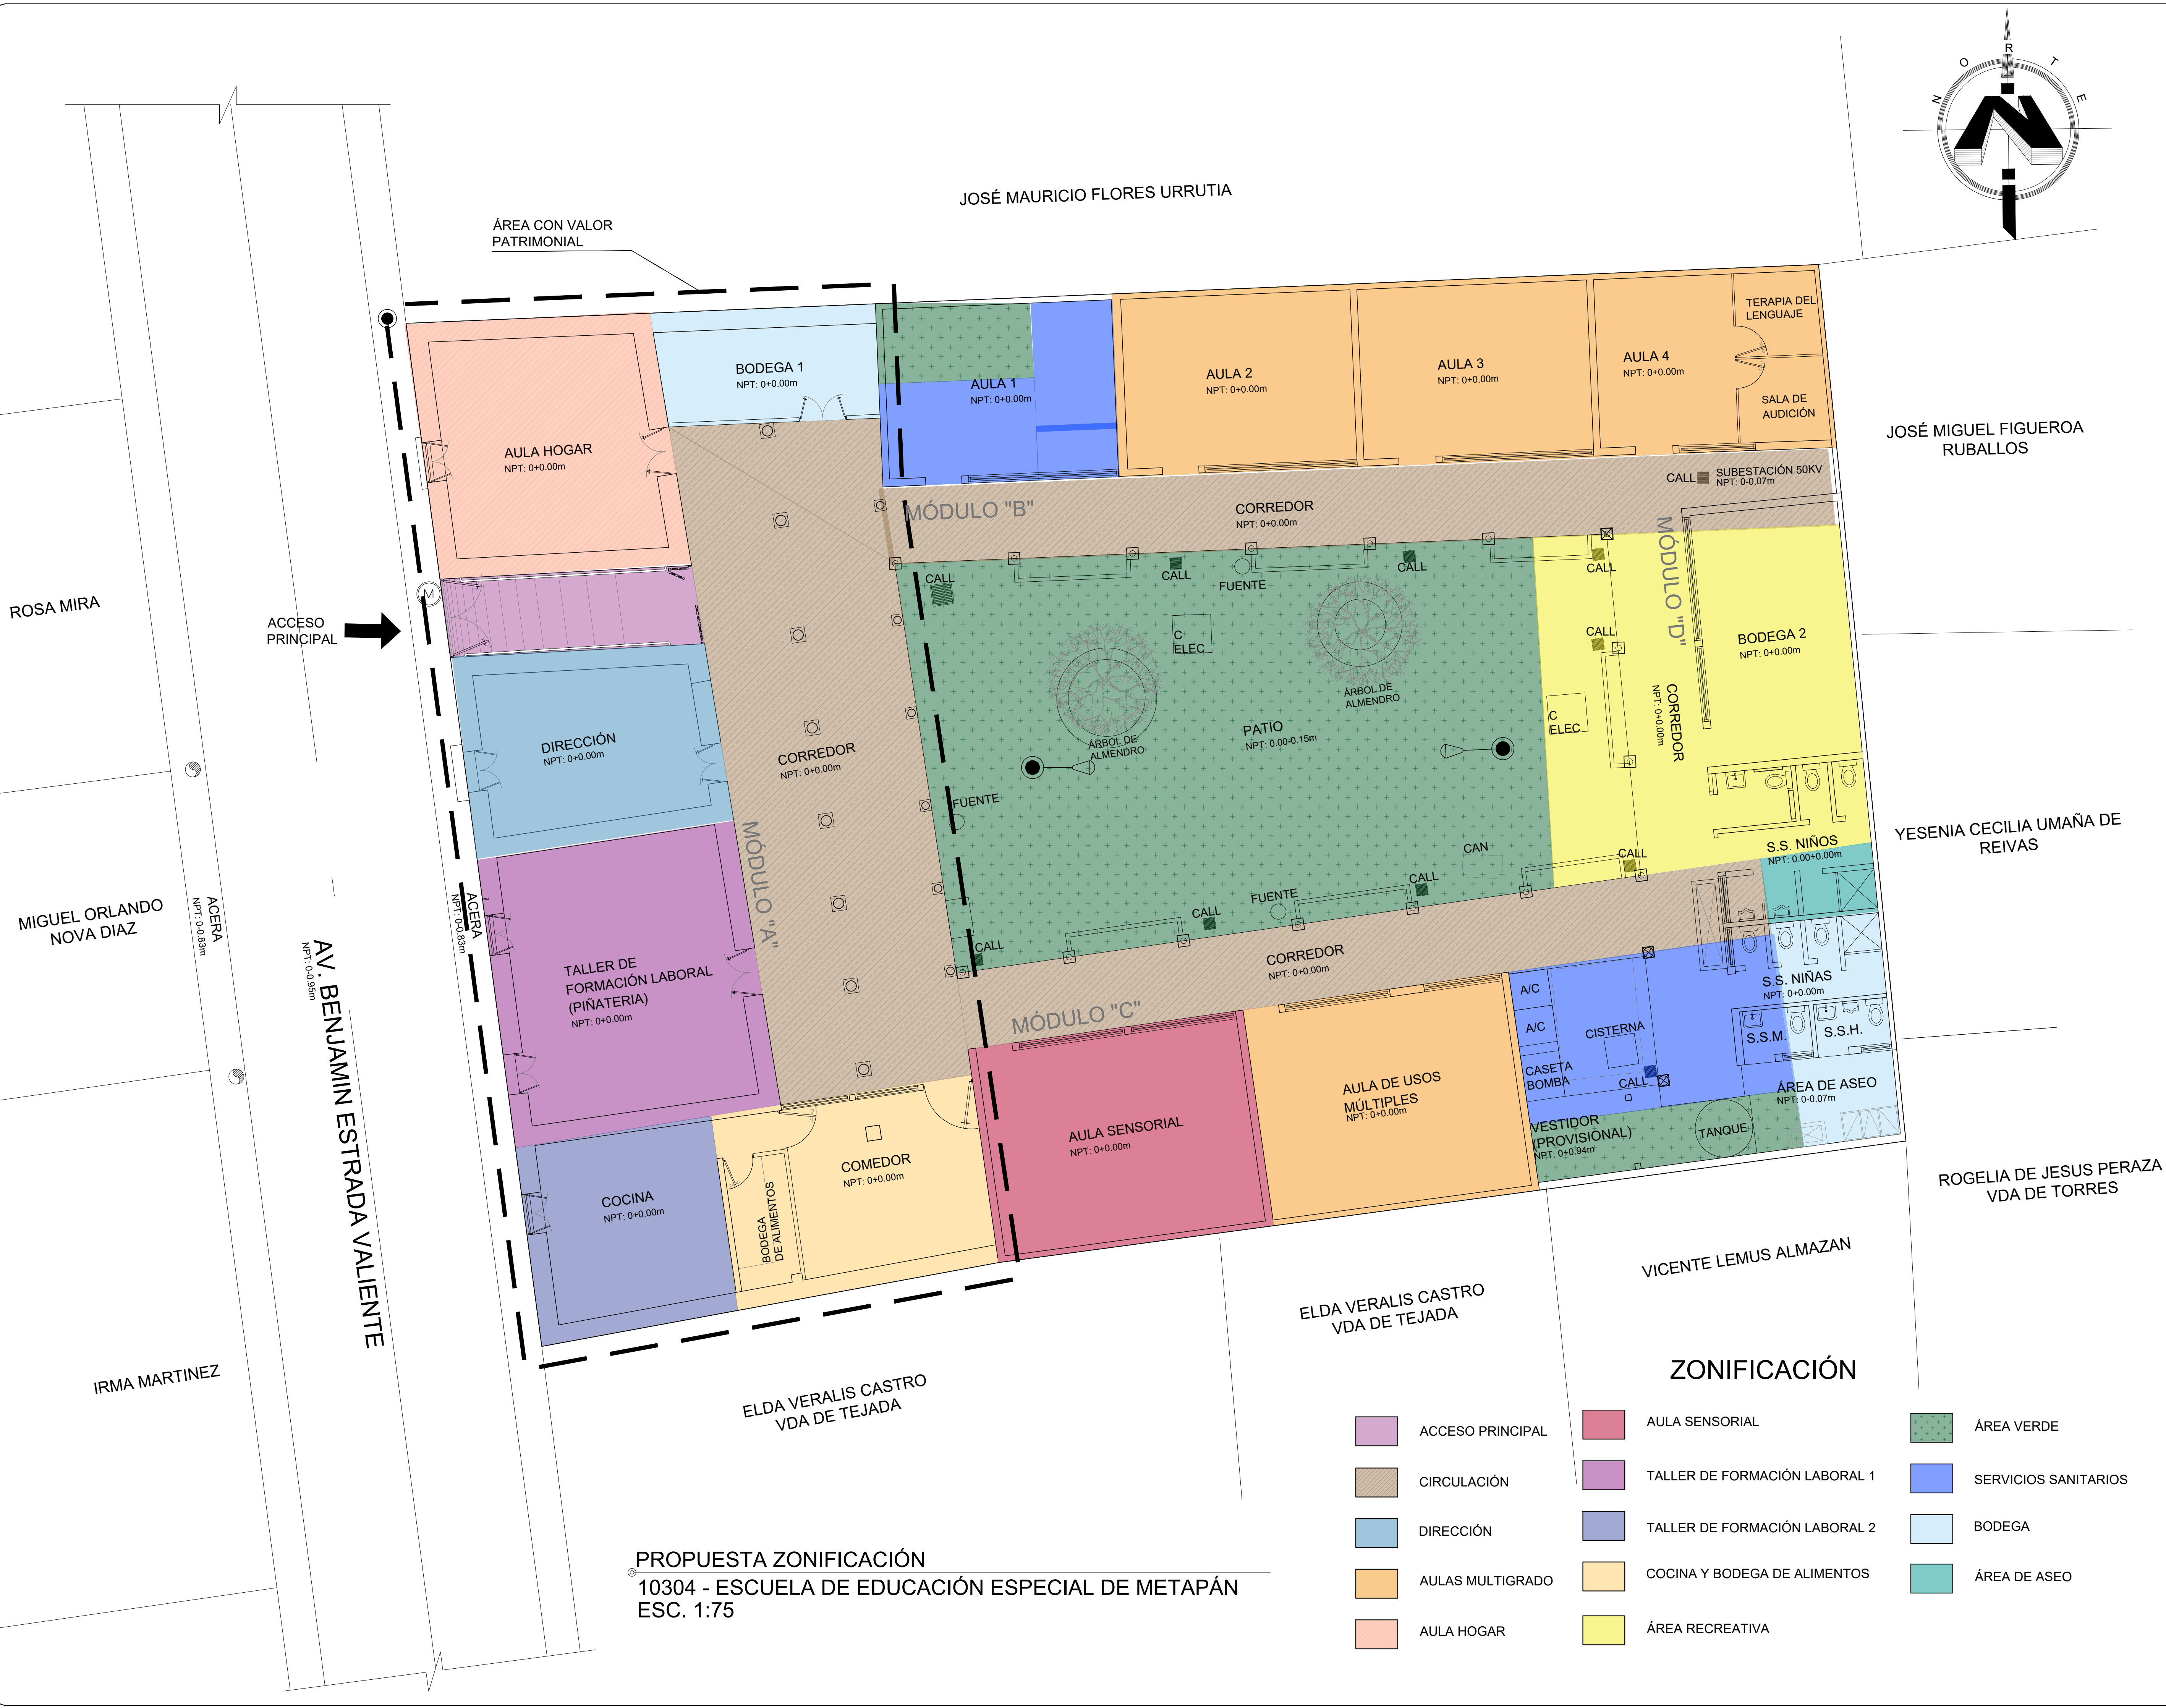 N
O
R
T
E
JOSÉ MAURICIO FLORES URRUTIA
ÁREA CON VALOR
PATRIMONIAL
TERAPIA DEL
LENGUAJE
BODEGA 1
NPT: 0+0.00m
AULA 1
NPT: 0+0.00m
AULA 2
NPT: 0+0.00m
AULA 3
NPT: 0+0.00m
AULA 4
NPT: 0+0.00m
SALA DE
AUDICIÓN
JOSÉ MIGUEL FIGUEROA
RUBALLOS
AULA HOGAR
NPT: 0+0.00m
CALL
SUBESTACIÓN 50KV
NPT: 0-0.07m
MÓDULO "B"
CORREDOR
NPT: 0+0.00m
MÓDULO "D"
ROSA MIRA
M
ACCESO
PRINCIPAL
CALL
CALL
FUENTE
CALL
CALL
C
ELEC
CALL
BODEGA 2
NPT: 0+0.00m
ÁRBOL DE
ALMENDRO
ÁRBOL DE
ALMENDRO
PATIO
NPT: 0.00-0.15m
C
ELEC
CORREDOR
NPT: 0+0.00m
DIRECCIÓN
NPT: 0+0.00m
CORREDOR
NPT: 0+0.00m
FUENTE
MÓDULO "A"
CAN
CALL
S.S. NIÑOS
NPT: 0.00+0.00m
YESENIA CECILIA UMAÑA DE
REIVAS
MIGUEL ORLANDO
NOVA DIAZ
ACERA
NPT: 0-0.83m
AV. BENJAMIN ESTRADA VALIENTE
NPT: 0-0.95m
ACERA
NPT: 0-0.83m
FUENTE
CALL
CALL
CALL
TALLER DE
FORMACIÓN LABORAL
(PIÑATERIA)
NPT: 0+0.00m
CORREDOR
NPT: 0+0.00m
MÓDULO "C"
A/C
A/C
CISTERNA
CASETA
BOMBA
CALL
S.S. NIÑAS
NPT: 0+0.00m
S.S.M.
S.S.H.
ÁREA DE ASEO
NPT: 0-0.07m
VESTIDOR
(PROVISIONAL)
NPT: 0+0.94m
TANQUE
AULA DE USOS
MÚLTIPLES
NPT: 0+0.00m
AULA SENSORIAL
NPT: 0+0.00m
COMEDOR
NPT: 0+0.00m
BODEGA
DE ALIMENTOS
COCINA
NPT: 0+0.00m
ROGELIA DE JESUS PERAZA
VDA DE TORRES
VICENTE LEMUS ALMAZAN
ELDA VERALIS CASTRO
VDA DE TEJADA
IRMA MARTINEZ
ELDA VERALIS CASTRO
VDA DE TEJADA
ZONIFICACIÓN
ACCESO PRINCIPAL
CIRCULACIÓN
DIRECCIÓN
AULAS MULTIGRADO
AULA HOGAR
AULA SENSORIAL
TALLER DE FORMACIÓN LABORAL 1
TALLER DE FORMACIÓN LABORAL 2
COCINA Y BODEGA DE ALIMENTOS
ÁREA RECREATIVA
ÁREA VERDE
SERVICIOS SANITARIOS
BODEGA
ÁREA DE ASEO
PROPUESTA ZONIFICACIÓN
10304 - ESCUELA DE EDUCACIÓN ESPECIAL DE METAPÁN
ESC. 1:75